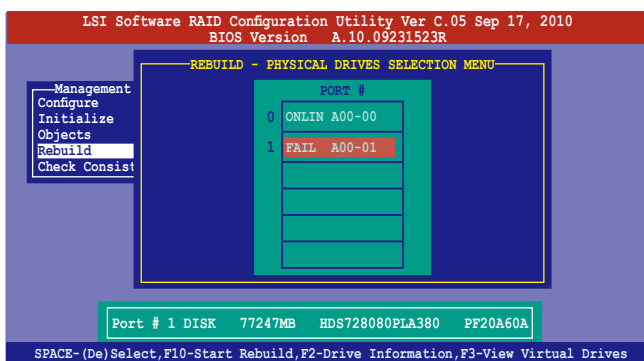 LSI Software RAID Configuration Utility Ver C.05 Sep 17, 2010
BIOS Version A.10.09231523R
REBUILD - PHYSICAL DRIVES SELECTION MENU
Management
Configure
Initialize
Objects
Rebuild
Check Consist
PORT #
0 ONLIN A00-00
1 FAIL A00-01
Port # 1 DISK 77247MB HDS728080PLA380 PF20A60A
SPACE-(De)Select,F10-Start Rebuild,F2-Drive Information,F3-View Virtual Drives